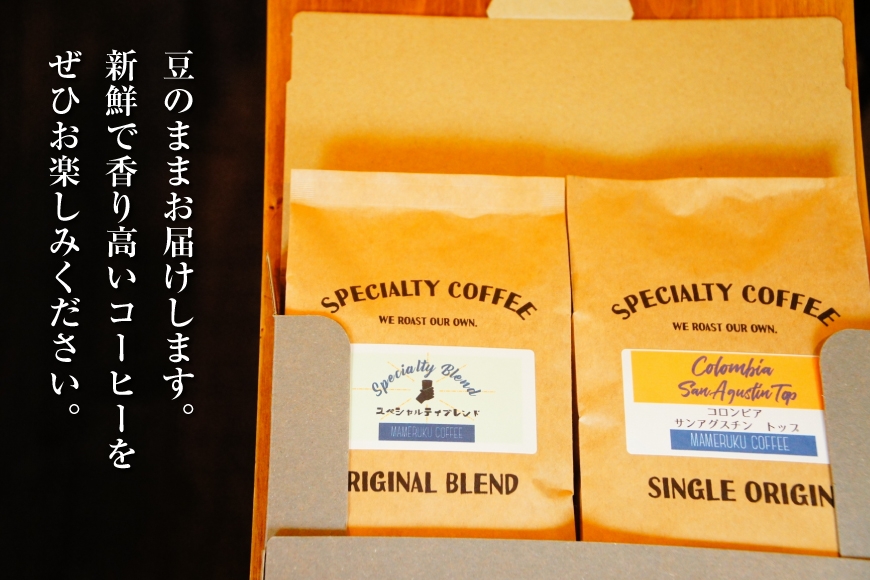 豆のままお届けします。
新鮮で香り高いコーヒーを
ぜひお楽しみください。
SPECIALTY COFFEE
WE ROAST OUR OWN.
Specialty Blend
スペシャルティブレンド
MAMERUKU COFFEE
RIGINAL BLEND
SPECIALTY COFFEE
WE ROAST OUR OWN.
Colombia
San Agustin Top
コロンビア
サンアグスチン トップ
MAMERUKU COFFEE
SINGLE ORIGIN